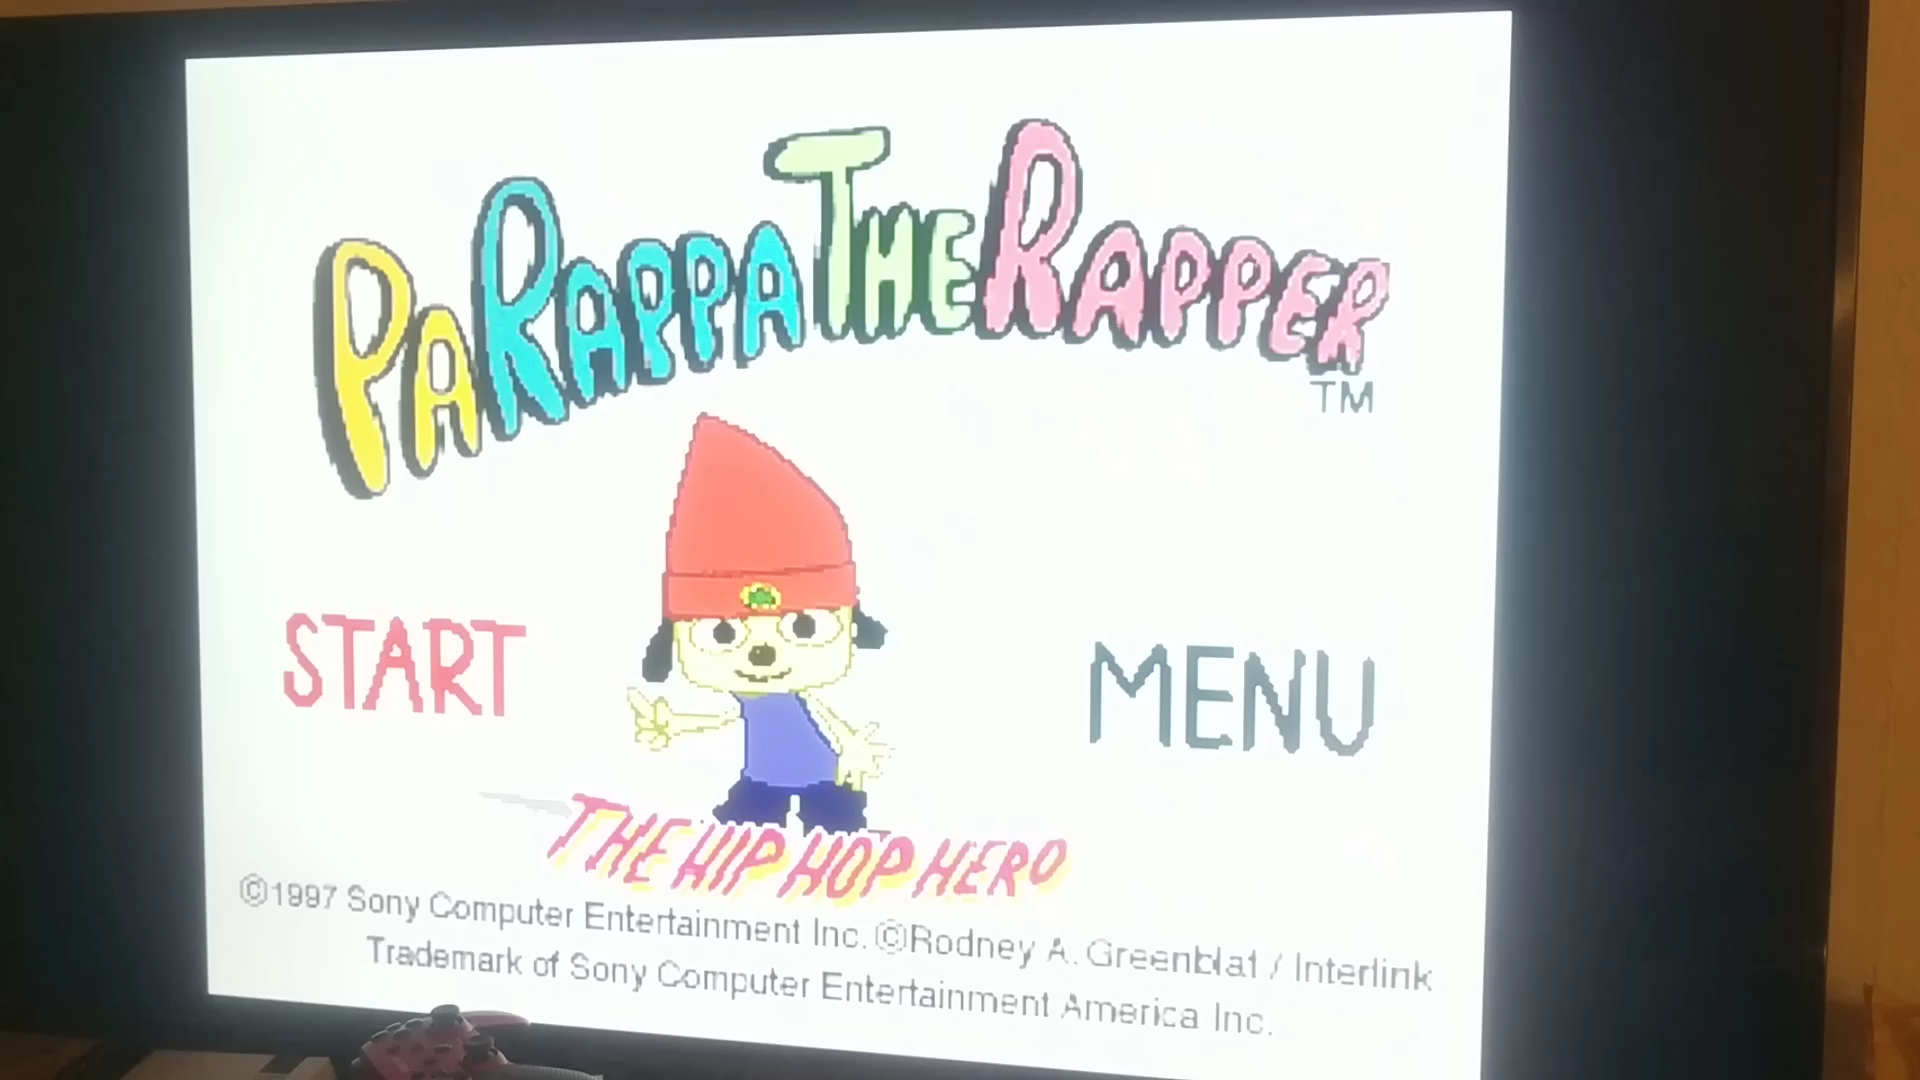 PARAPPA THE RAPPER
TM
START
MENU
THE HIP HOP HERO
©1997 Sony Computer Entertainment Inc. ©Rodney A. Greenblat / Interlink
Trademark of Sony Computer Entertainment America Inc.